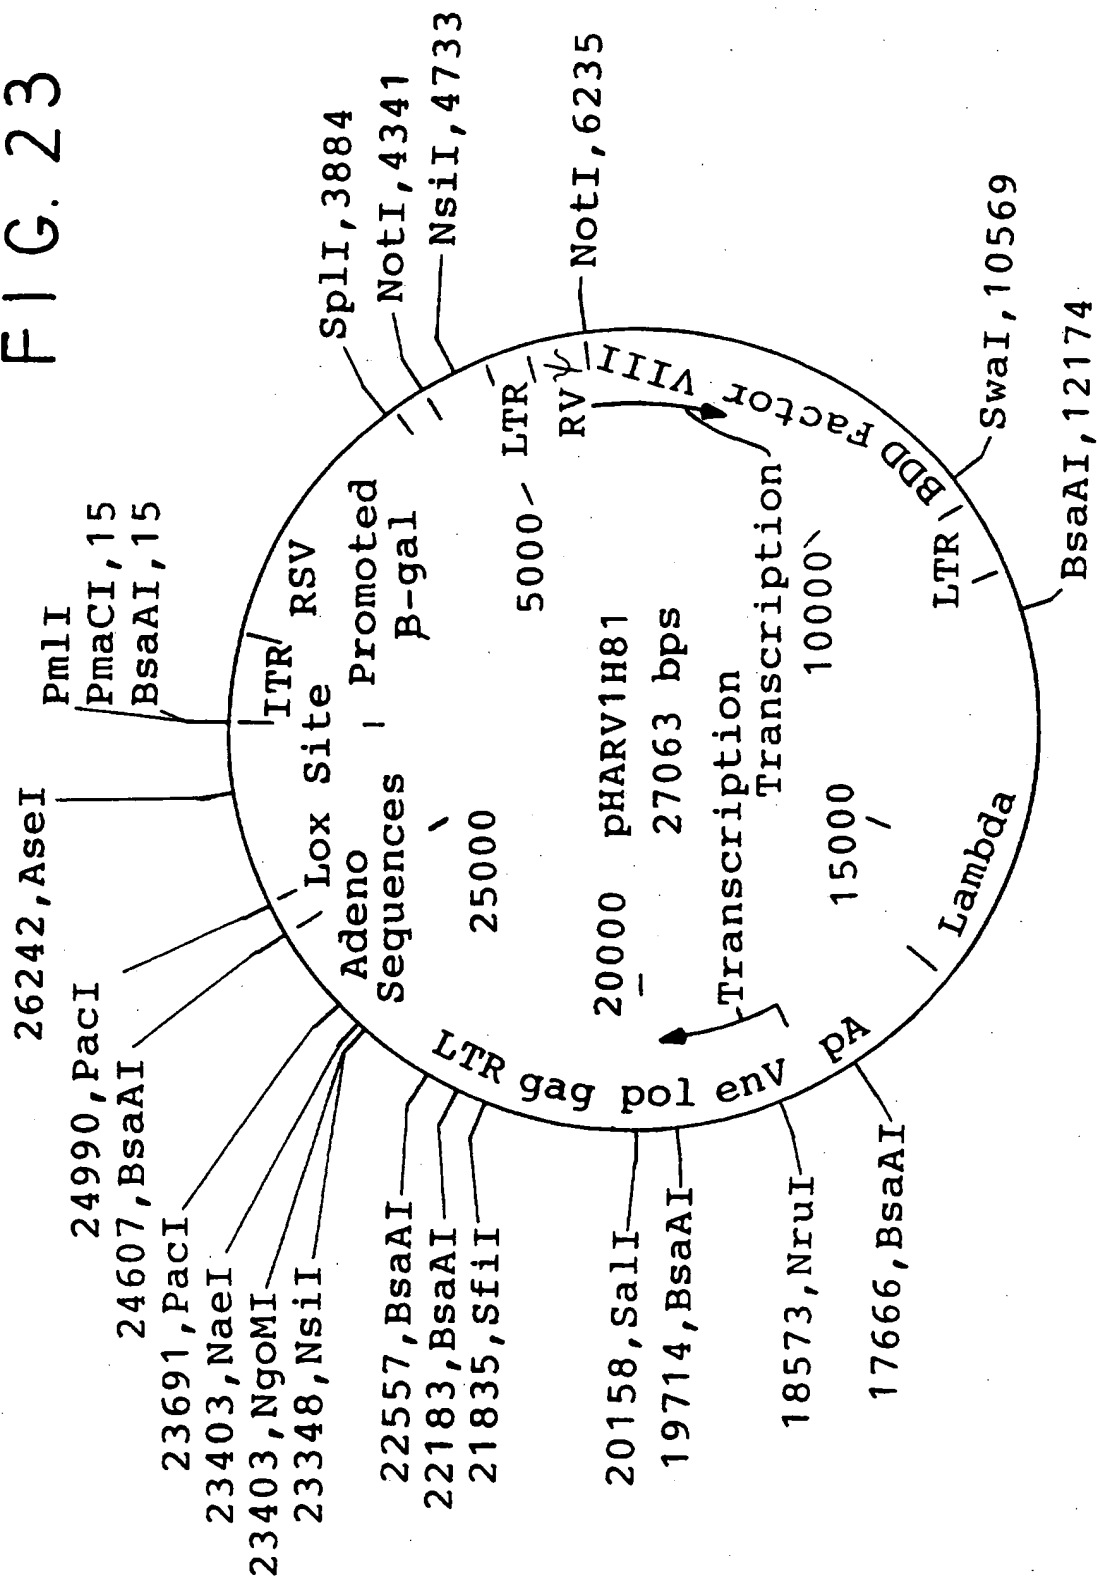 FIG. 23
PmlI
PmaCI,15
BsaAI,15
SplI,3884
NotI,4341
NsiI,4733
NotI,6235
SwaI,10569
BsaAI,12174
17666,BsaAI
18573,NruI
19714,BsaAI
20158,SalI
21835,SfiI
22183,BsaAI
22557,BsaAI
23348,NsiI
23403,NgoMI
23403,NaeI
23691,PacI
24607,BsaAI
24990,PacI
26242,AseI
ITR
RSV
Lox Site
Promoted
β-gal
Adeno
Sequences
LTR
RV
ψ
BDD Factor VIII
LTR
Lambda
pA
env
pol
gag
LTR
5000
10000
15000
20000
25000
pHARV1H81
27063 bps
Transcription
Transcription